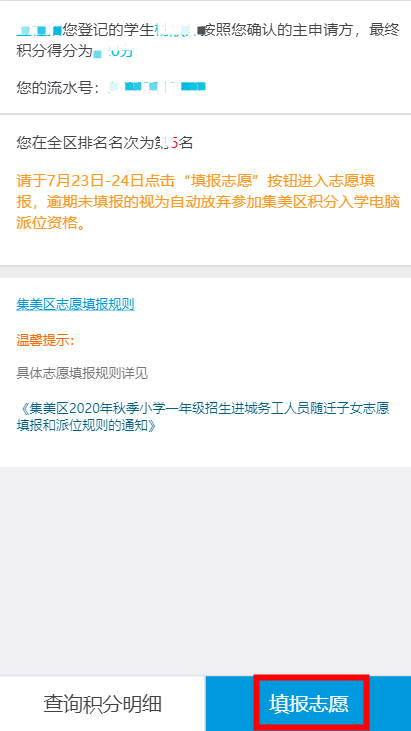 您登记的学生 按照您确认的主申请方，最终
积分得分为 分
您的流水号：
您在全区排名名次为 名
请于7月23日-24日点击“填报志愿”按钮进入志愿填
报，逾期未填报的视为自动放弃参加集美区积分入学电脑
派位资格。
集美区志愿填报规则
温馨提示：
具体志愿填报规则详见
《集美区2020年秋季小学一年级招生进城务工人员随迁子女志愿
填报和派位规则的通知》
查询积分明细
填报志愿